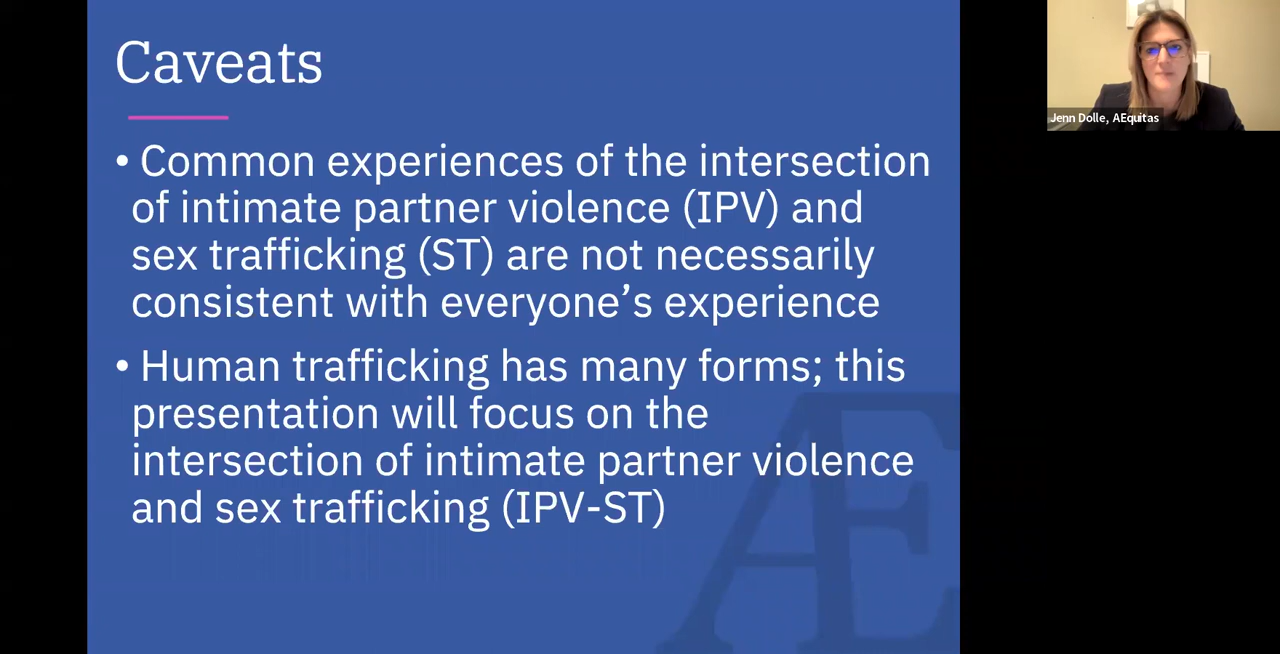 Caveats
• Common experiences of the intersection
of intimate partner violence (IPV) and
sex trafficking (ST) are not necessarily
consistent with everyone’s experience
• Human trafficking has many forms; this
presentation will focus on the
intersection of intimate partner violence
and sex trafficking (IPV-ST)
Æ
Jenn Dolle, AEquitas